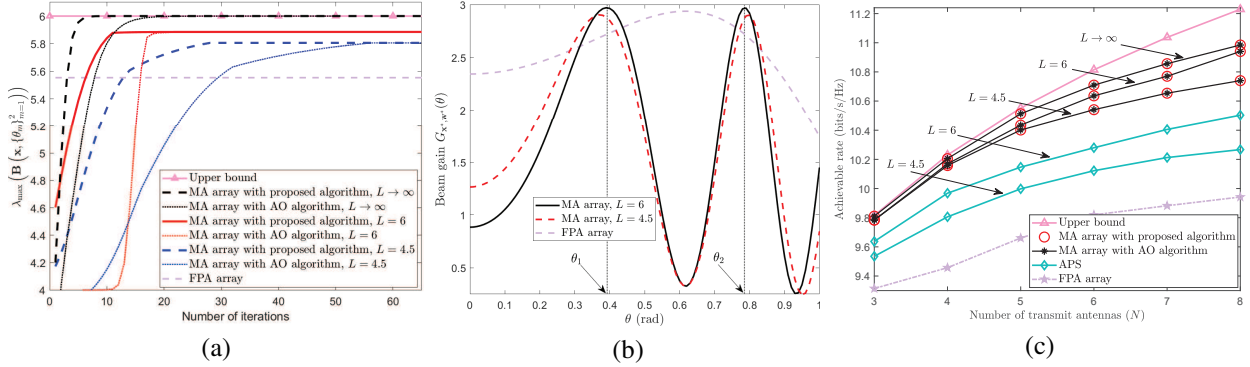 6
5.8
5.6
5.4
5.2
5
4.8
4.6
4.4
4.2
4
0
10
20
30
40
50
60
λmax (B (x, {θm}²m=1))
Number of iterations
Upper bound
MA array with proposed algorithm, L → ∞
MA array with AO algorithm, L → ∞
MA array with proposed algorithm, L = 6
MA array with AO algorithm, L = 6
MA array with proposed algorithm, L = 4.5
MA array with AO algorithm, L = 4.5
FPA array
(a)
3
2.5
2
1.5
1
0.5
0
0.1
0.2
0.3
0.4
0.5
0.6
0.7
0.8
0.9
1
Beam gain Gx*,w*(θ)
θ (rad)
MA array, L = 6
MA array, L = 4.5
FPA array
θ1
θ2
(b)
11.2
11
10.8
10.6
10.4
10.2
10
9.8
9.6
9.4
3
4
5
6
7
8
Achievable rate (bits/s/Hz)
Number of transmit antennas (N)
L → ∞
L = 6
L = 4.5
L = 6
L = 4.5
Upper bound
MA array with proposed algorithm
MA array with AO algorithm
APS
FPA array
(c)